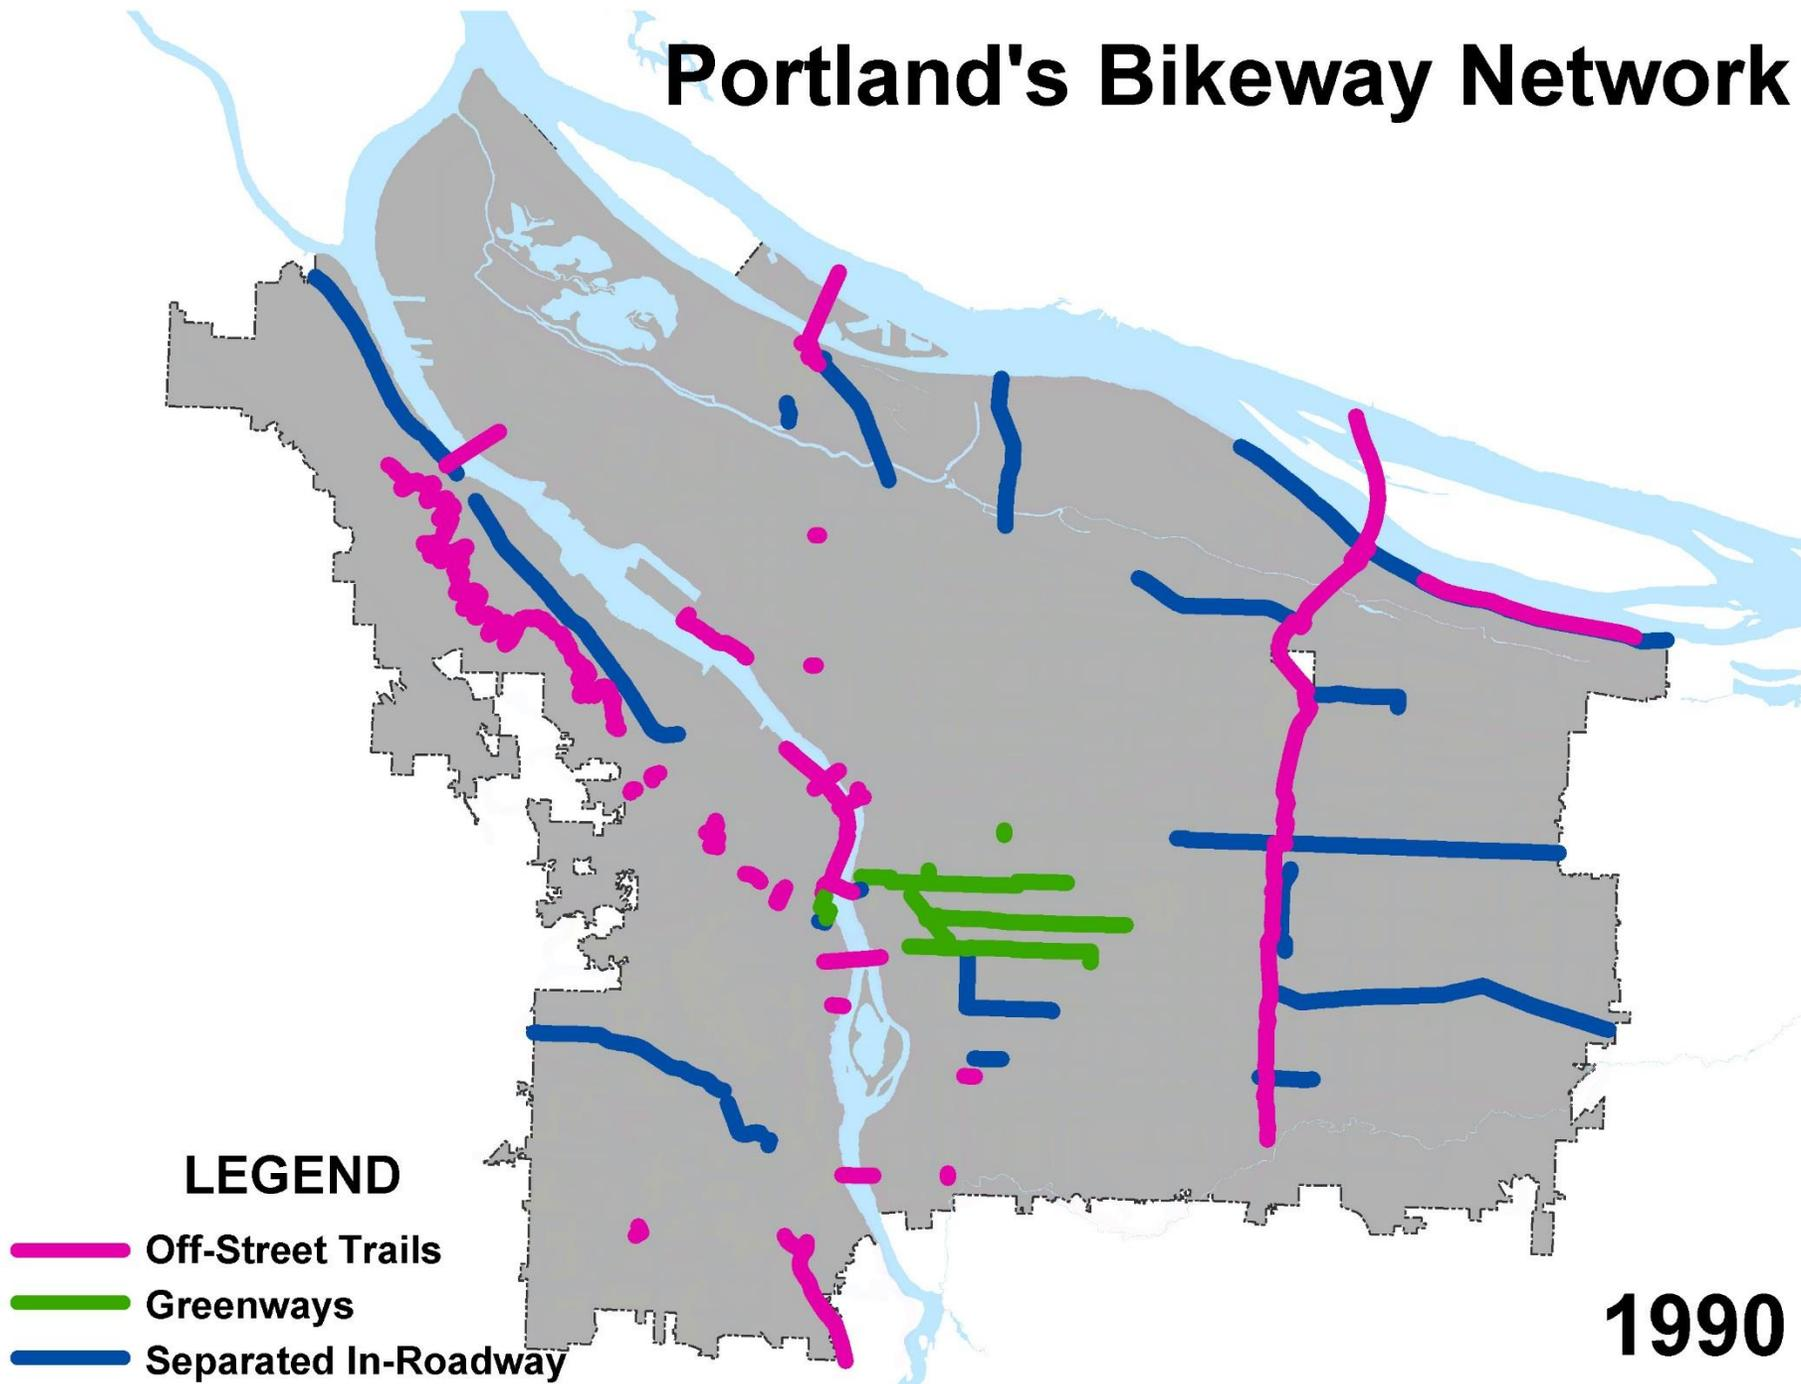 Portland's Bikeway Network
LEGEND
Off-Street Trails
Greenways
Separated In-Roadway
1990